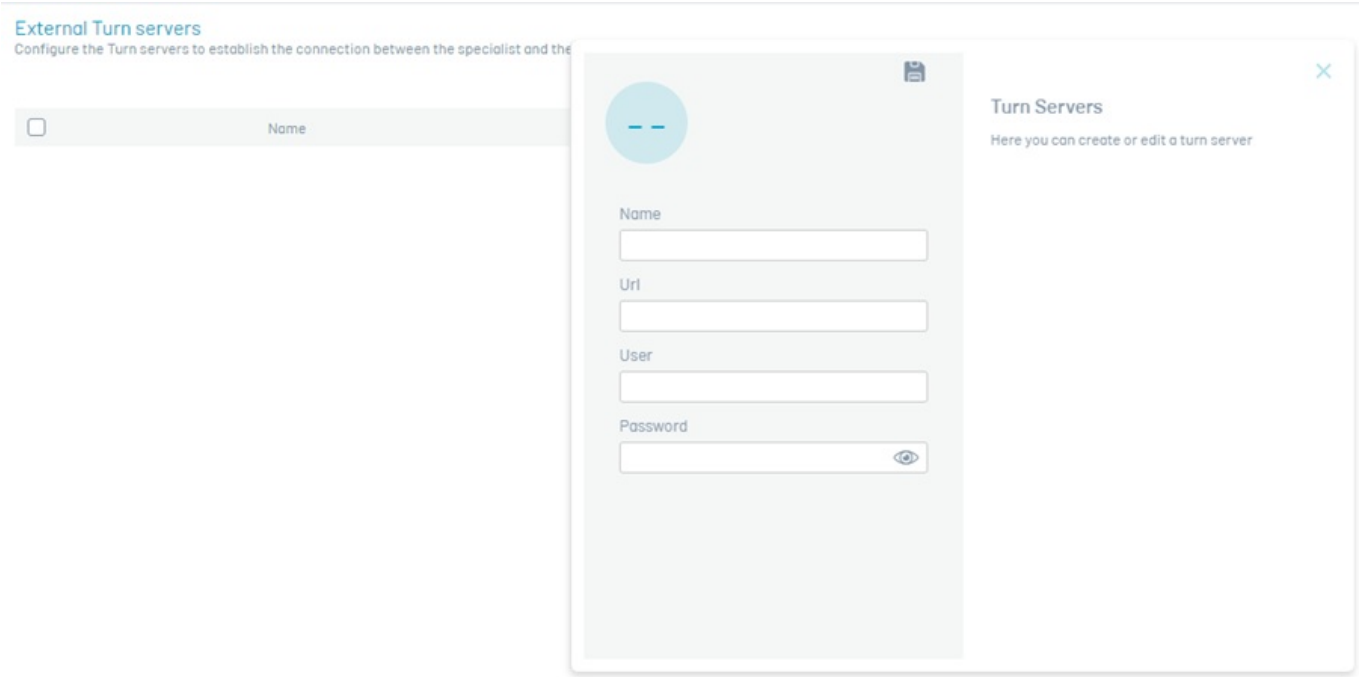 External Turn servers
Configure the Turn servers to establish the connection between the specialist and the
Name
-- 
Turn Servers
Here you can create or edit a turn server
Name
Url
User
Password